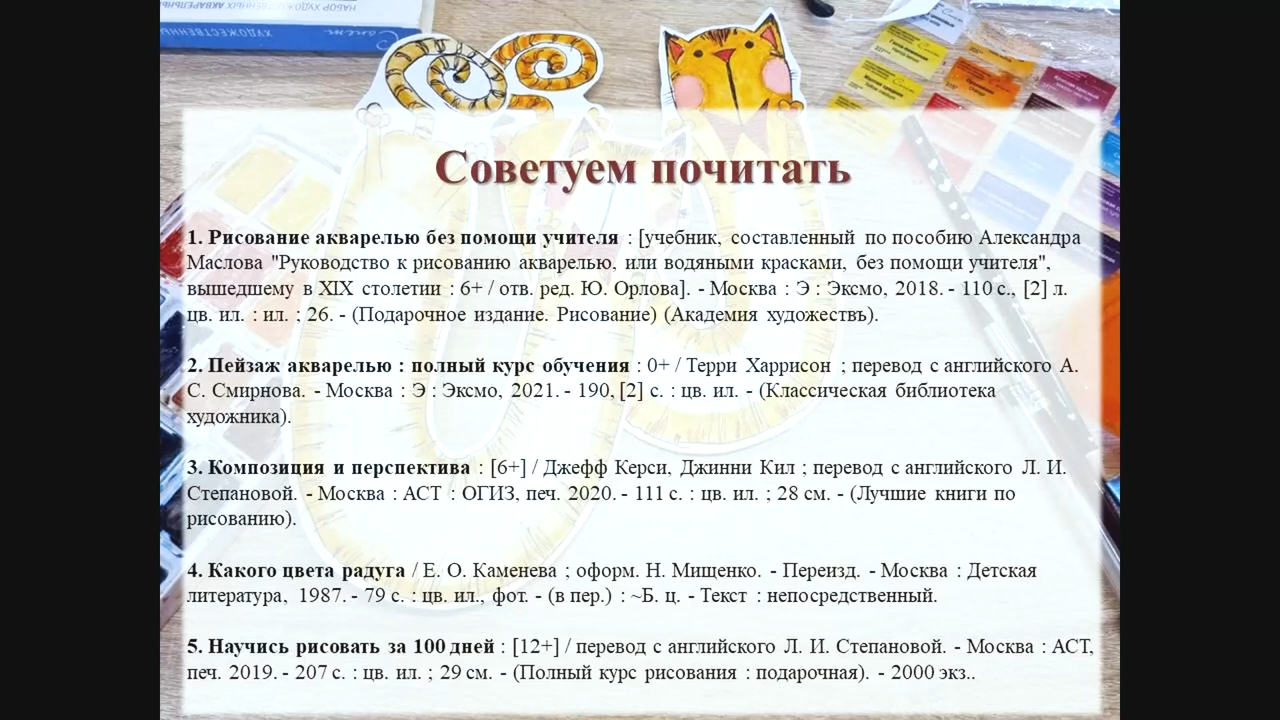 Советуем почитать
1. Рисование акварелью без помощи учителя : [учебник, составленный по пособию Александра
Маслова "Руководство к рисованию акварелью, или водяными красками, без помощи учителя",
вышедшему в XIX столетии : 6+ / отв. ред. Ю. Орлова]. - Москва : Э : Эксмо, 2018. - 110 с., [2] л.
цв. ил. : ил. ; 26. - (Подарочное издание. Рисование) (Академия художествъ).
2. Пейзаж акварелью : полный курс обучения : 0+ / Терри Харрисон ; перевод с английского А.
С. Смирнова. - Москва : Э : Эксмо, 2021. - 190, [2] с. : цв. ил. - (Классическая библиотека
художника).
3. Композиция и перспектива : [6+] / Джефф Керси, Джинни Кил ; перевод с английского Л. И.
Степановой. - Москва : АСТ : ОГИЗ, печ. 2020. - 111 с. : цв. ил. ; 28 см. - (Лучшие книги по
рисованию).
4. Какого цвета радуга / Е. О. Каменева ; оформ. Н. Мищенко. - Переизд. - Москва : Детская
литература, 1987. - 79 с. : цв. ил., фот. - (в пер.) : ~Б. ц. - Текст : непосредственный.
5. Научись рисовать за 100 дней : [12+] / перевод с английского Л. И. Степановой. - Москва : АСТ,
печ. 2019. - 207 с. : цв. ил. ; 29 см. - (Полный курс рисования : подарочная). - 2000 экз..